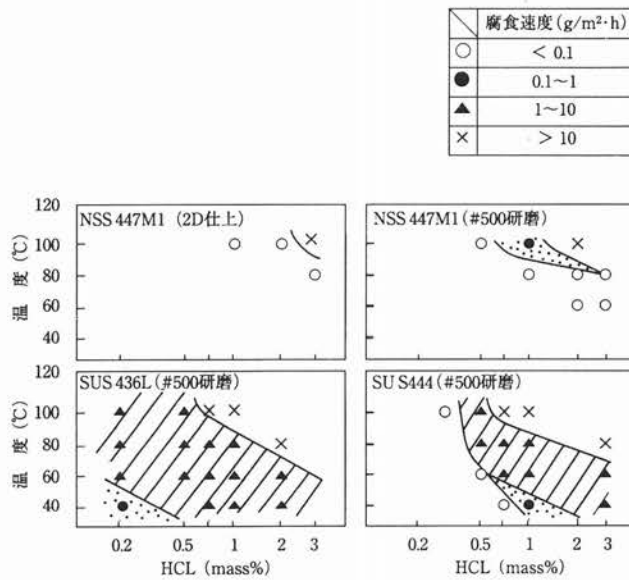 腐食速度(g/m²·h)
○ < 0.1
● 0.1~1
▲ 1~10
× > 10
NSS 447M1 (2D仕上)
NSS 447M1 (#500研磨)
温度(℃)
120
100
80
60
40
SUS 436L (#500研磨)
SU S444 (#500研磨)
温度(℃)
120
100
80
60
40
0.2 0.5 1 2 3
0.2 0.5 1 2 3
HCL (mass%)
HCL (mass%)